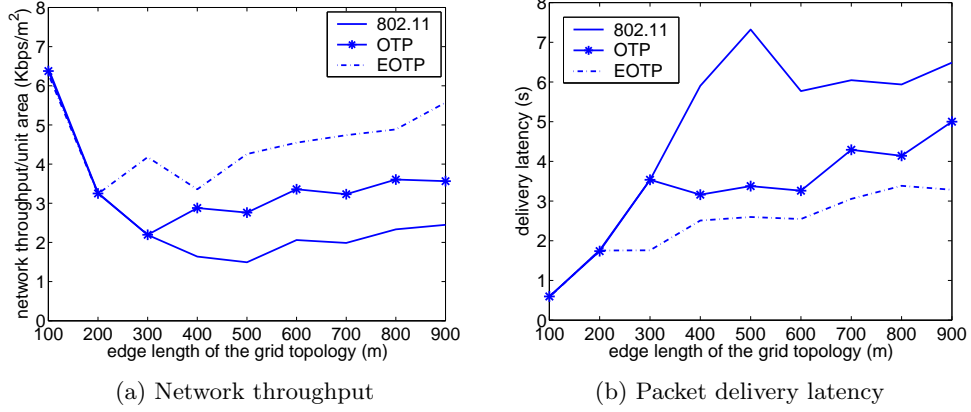 network throughput/unit area (Kbps/m²)
8
7
6
5
4
3
2
1
0
802.11
OTP
EOTP
100 200 300 400 500 600 700 800 900
edge length of the grid topology (m)
(a) Network throughput
delivery latency (s)
8
7
6
5
4
3
2
1
0
802.11
OTP
EOTP
100 200 300 400 500 600 700 800 900
edge length of the grid topology (m)
(b) Packet delivery latency